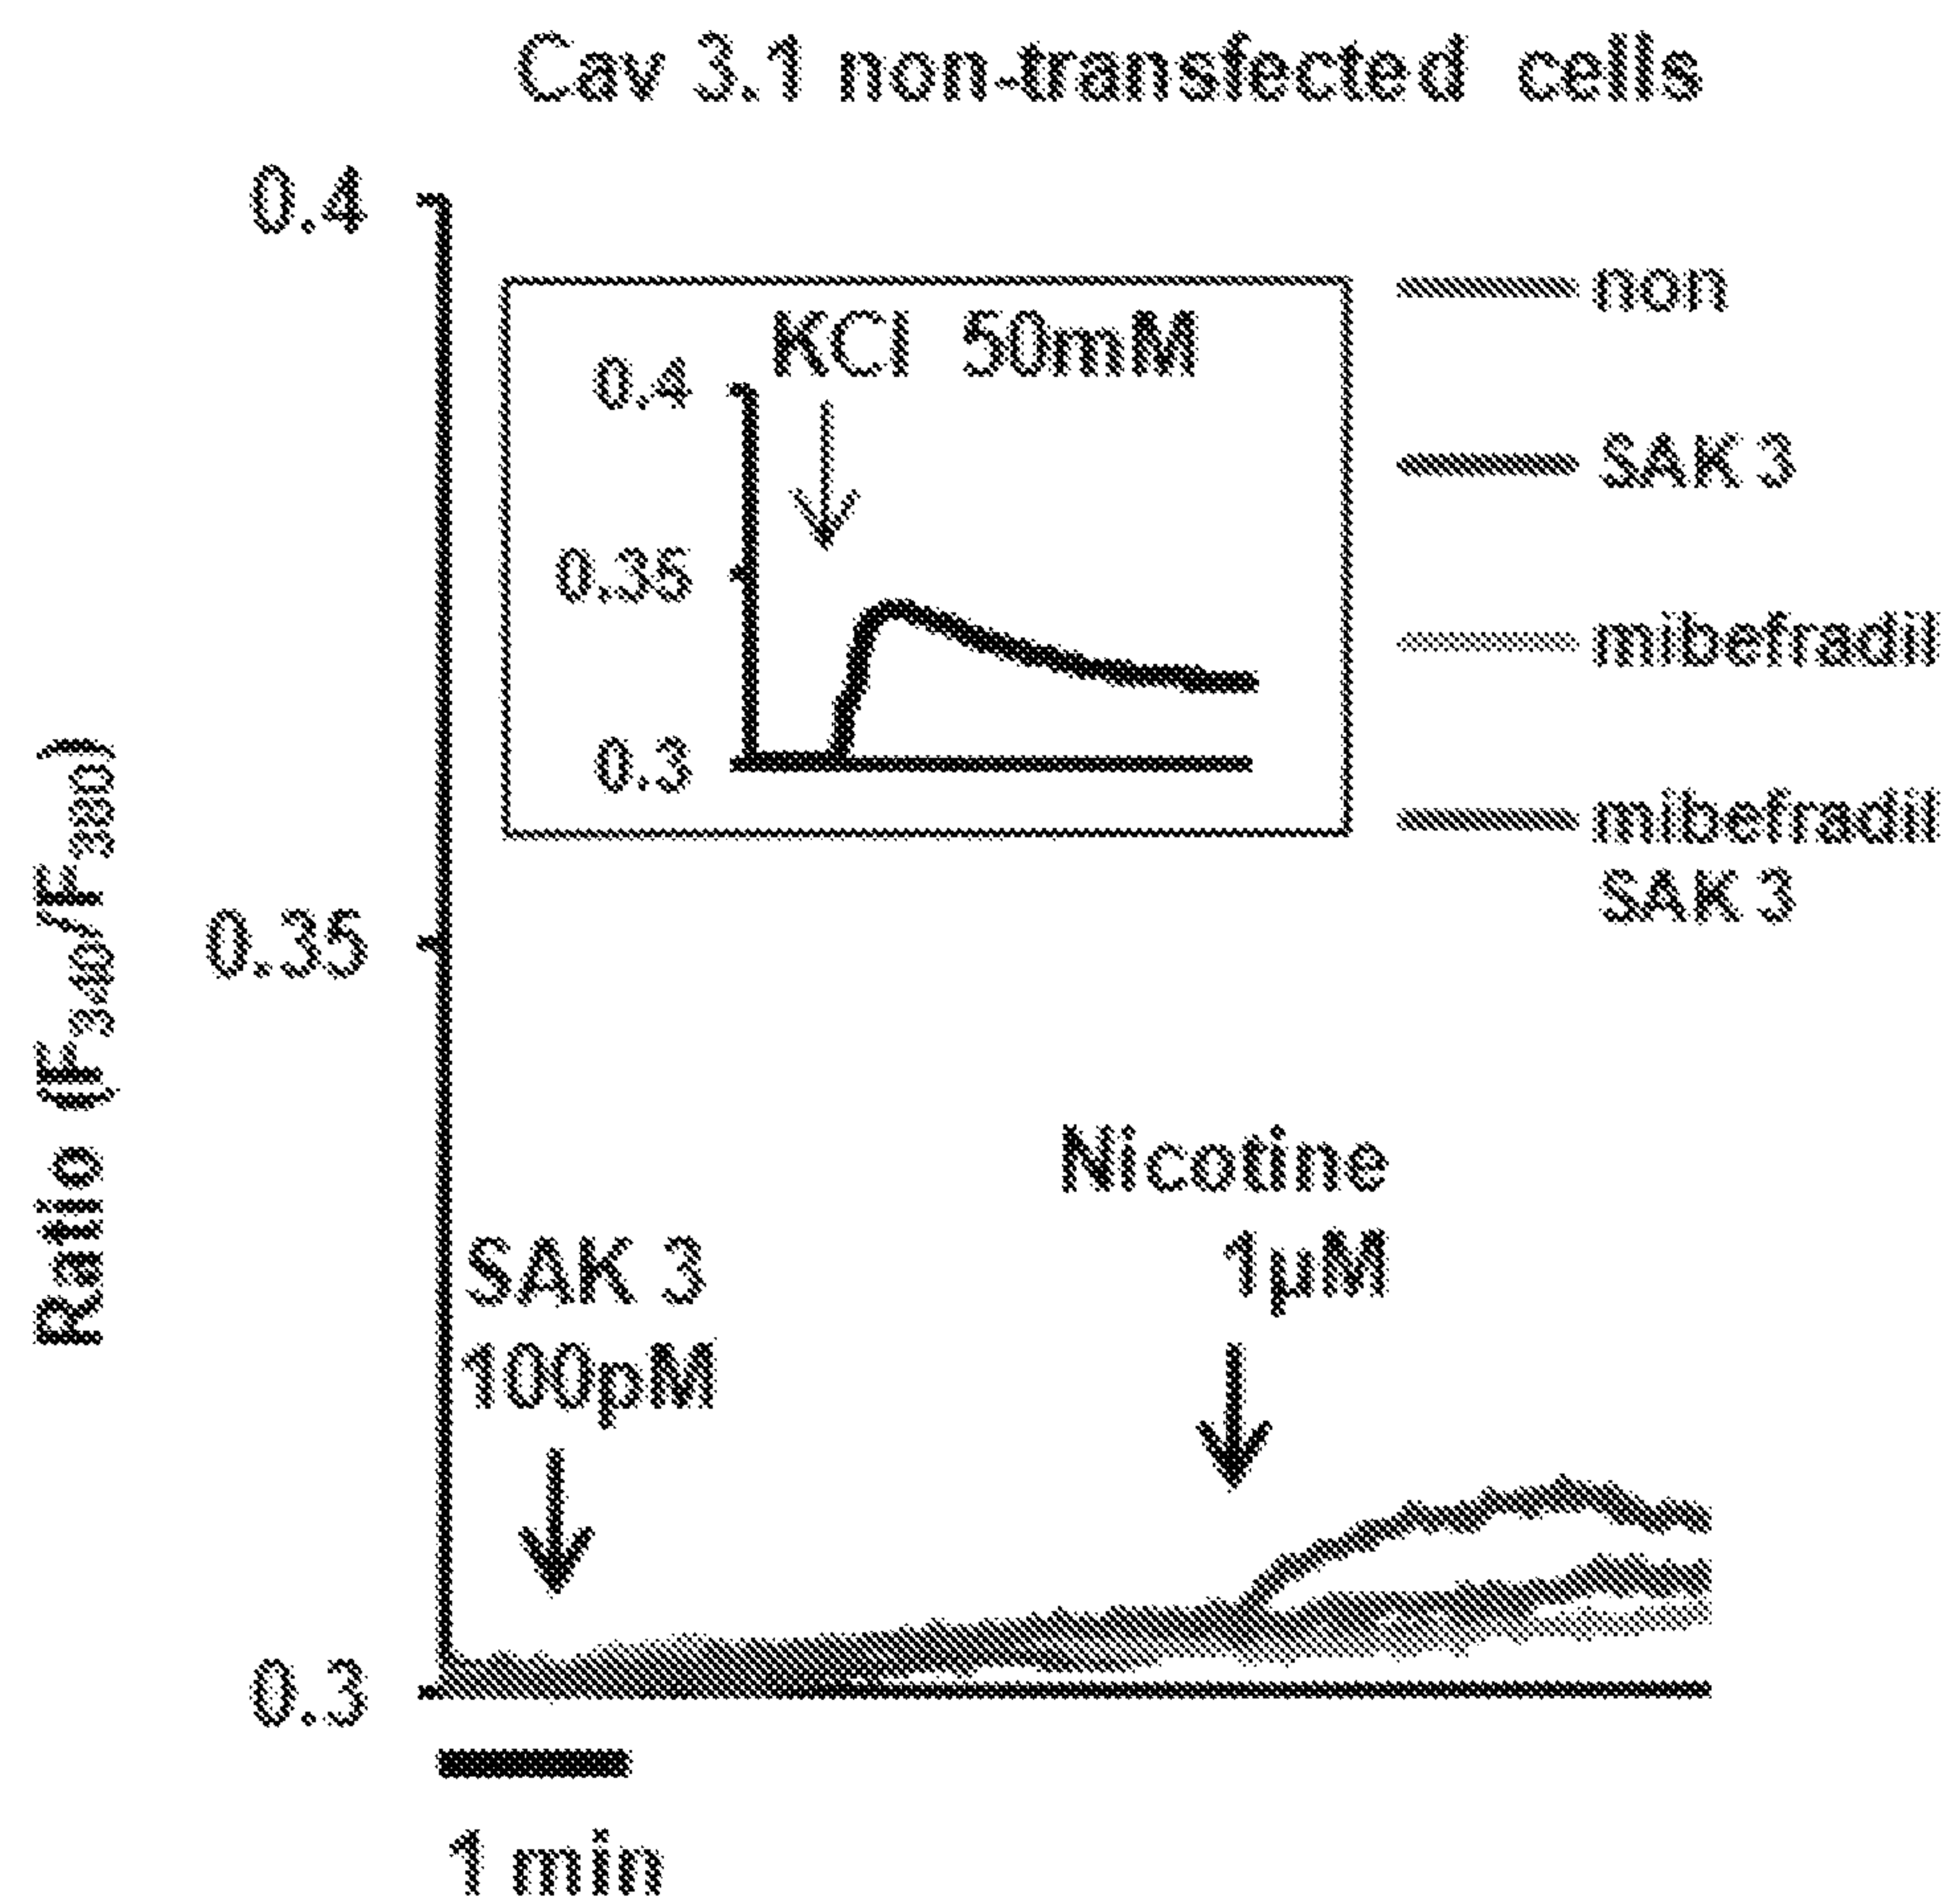 Cav 3.1 non-transfected cells
0.4
0.35
0.3
Ratio (F340/F380)
KCl 50mM
0.4
0.35
0.3
non
SAK 3
mibefradil
mibefradil
SAK 3
SAK 3
100pM
Nicotine
1µM
1 min